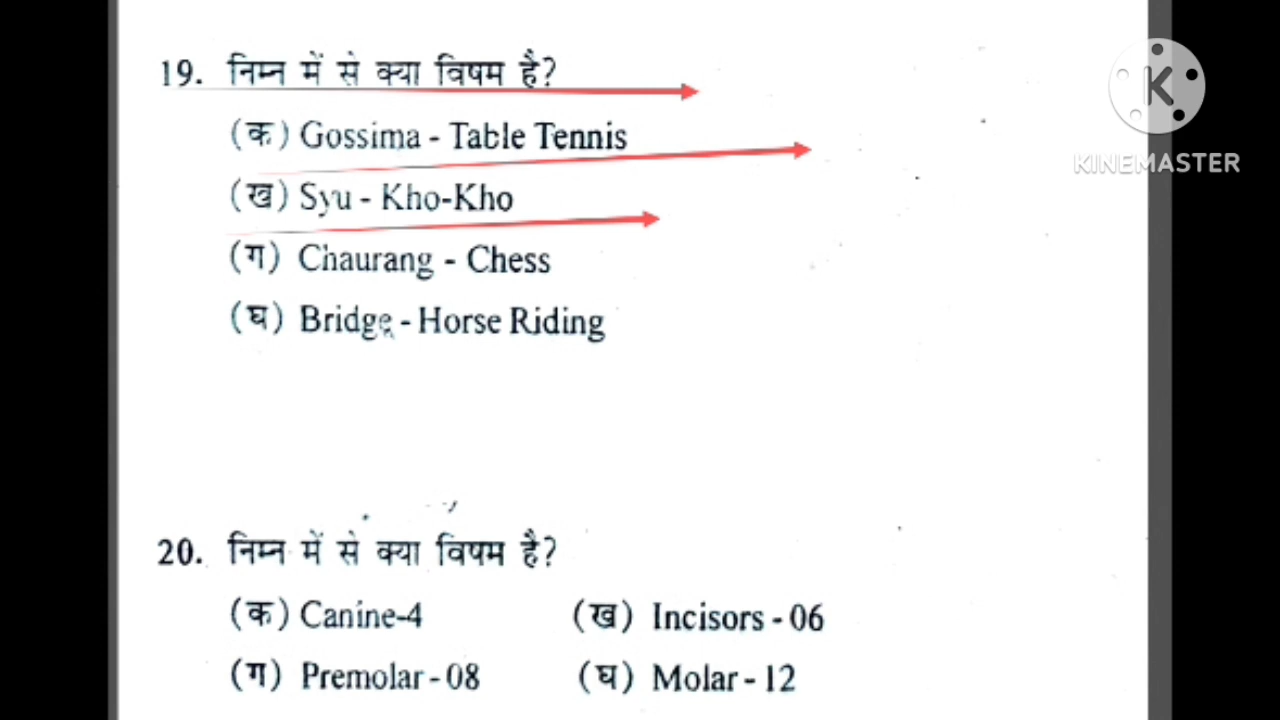 19. निम्न में से क्या विषम है?
(क) Gossima - Table Tennis
(ख) Syu - Kho-Kho
(ग) Chaurang - Chess
(घ) Bridge - Horse Riding
KINEMASTER
20. निम्न में से क्या विषम है?
(क) Canine-4 (ख) Incisors - 06
(ग) Premolar - 08 (घ) Molar - 12